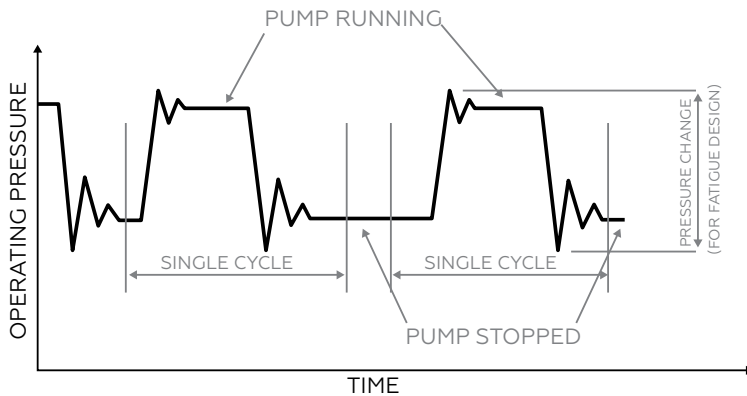 PUMP RUNNING
OPERATING PRESSURE
PRESSURE CHANGE
(FOR FATIGUE DESIGN)
SINGLE CYCLE
SINGLE CYCLE
PUMP STOPPED
TIME